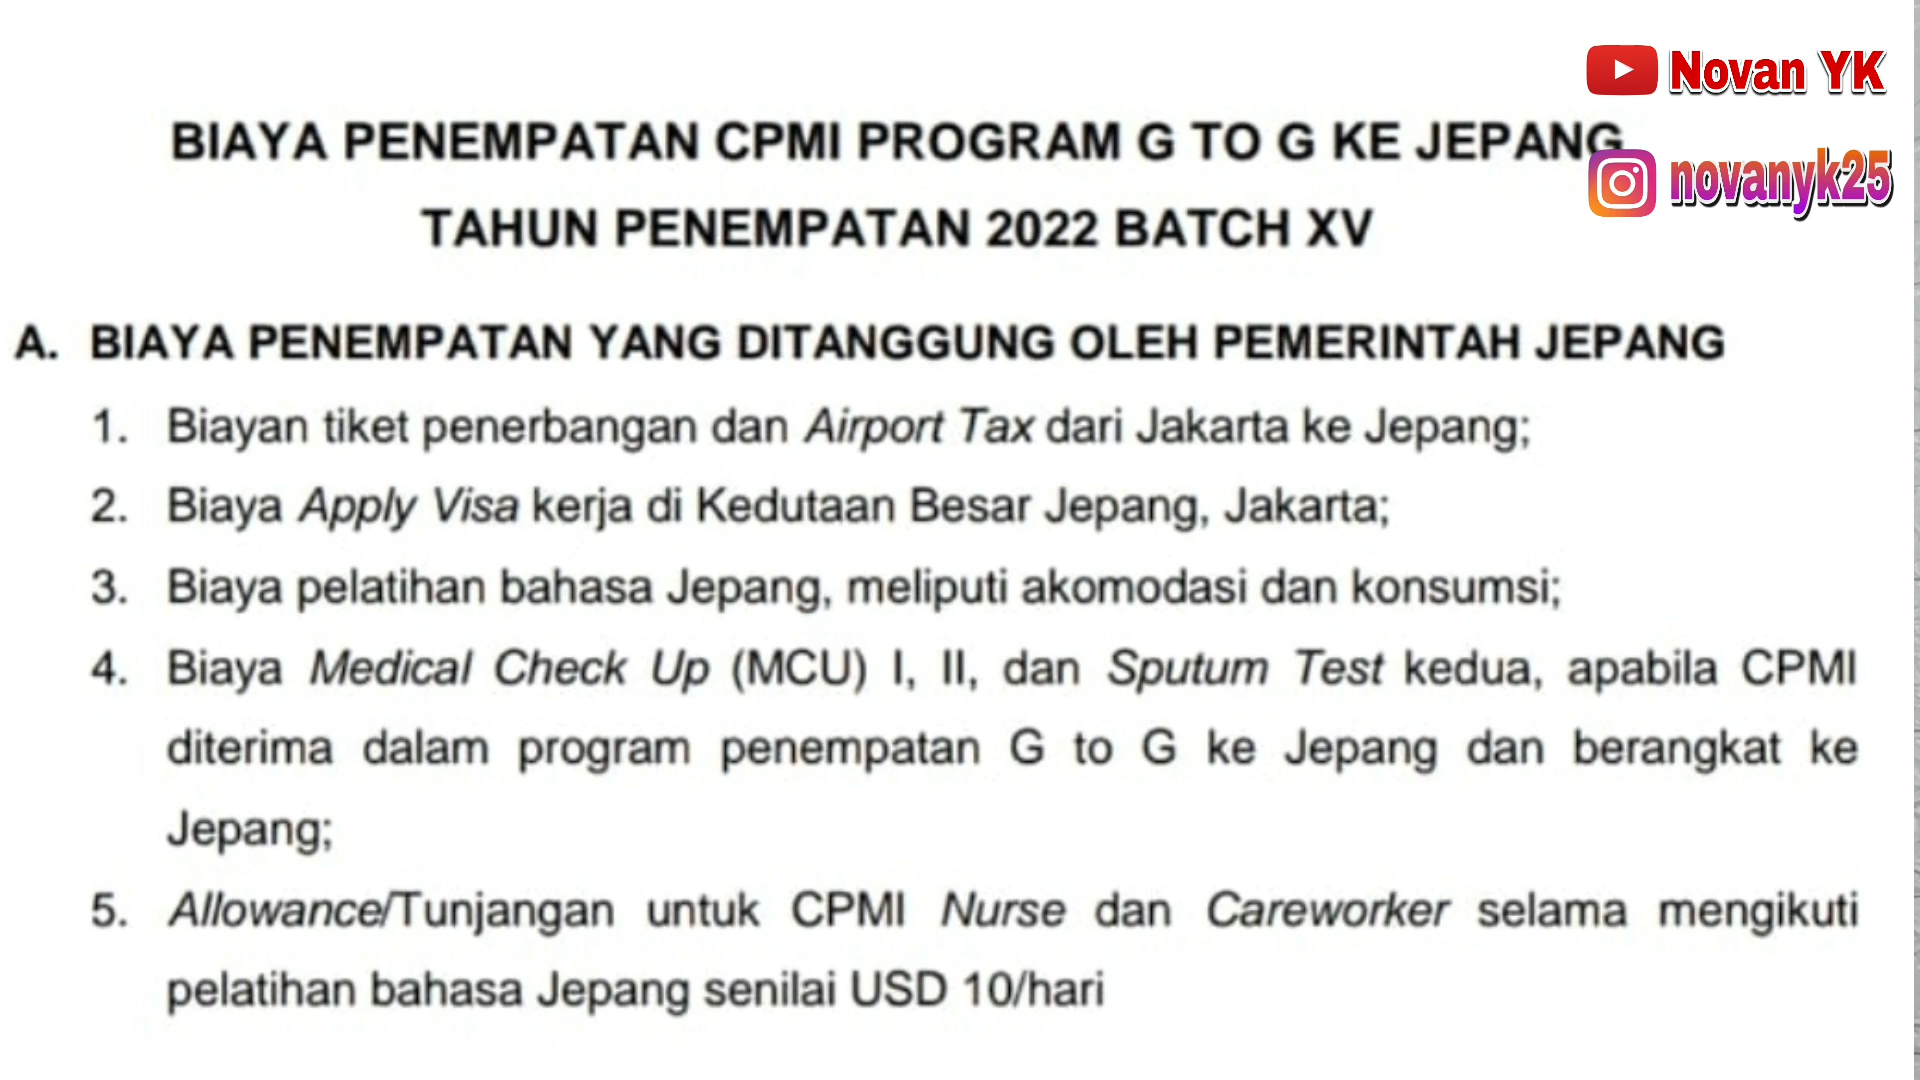 Novan YK
BIAYA PENEMPATAN CPMI PROGRAM G TO G KE JEPANG
novanyk25
TAHUN PENEMPATAN 2022 BATCH XV
A. BIAYA PENEMPATAN YANG DITANGGUNG OLEH PEMERINTAH JEPANG
1. Biayan tiket penerbangan dan Airport Tax dari Jakarta ke Jepang;
2. Biaya Apply Visa kerja di Kedutaan Besar Jepang, Jakarta;
3. Biaya pelatihan bahasa Jepang, meliputi akomodasi dan konsumsi;
4. Biaya Medical Check Up (MCU) I, II, dan Sputum Test kedua, apabila CPMI
diterima dalam program penempatan G to G ke Jepang dan berangkat ke
Jepang;
5. Allowance/Tunjangan untuk CPMI Nurse dan Careworker selama mengikuti
pelatihan bahasa Jepang senilai USD 10/hari